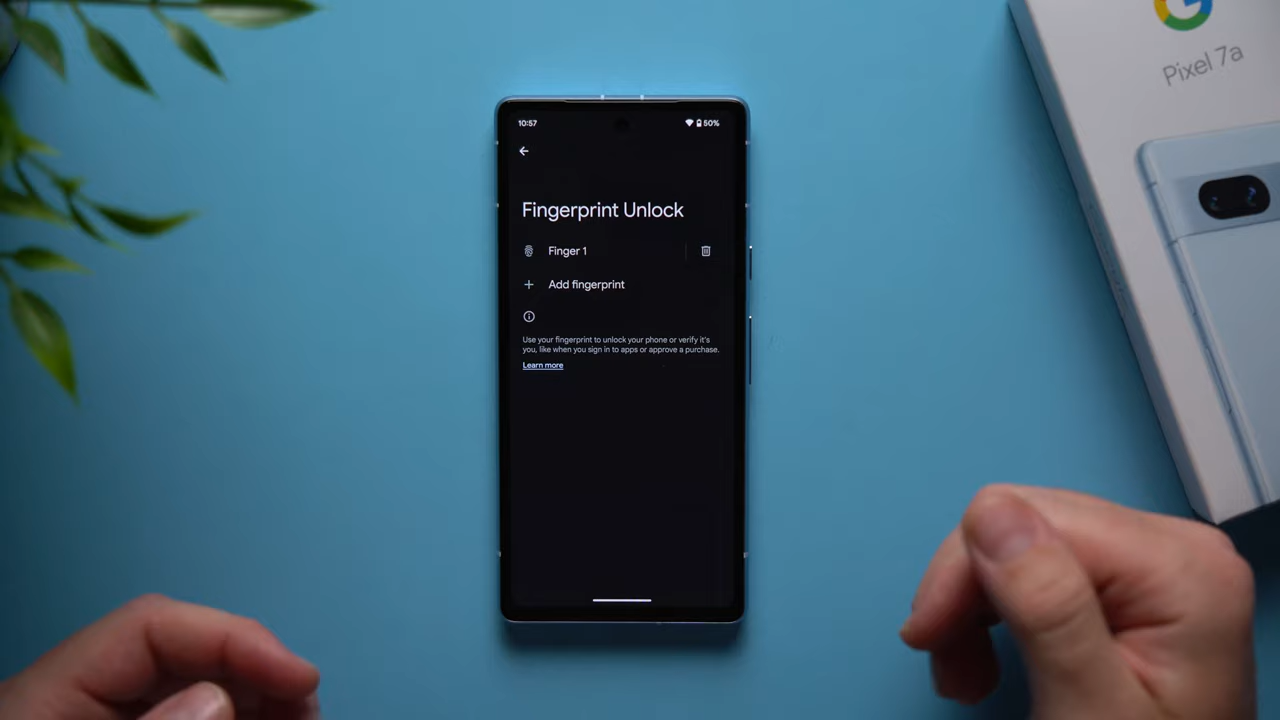 10:57
50%
Fingerprint Unlock
Finger 1
Add fingerprint
Use your fingerprint to unlock your phone or verify it's
you, like when you sign in to apps or approve a purchase.
Learn more
G
Pixel 7a